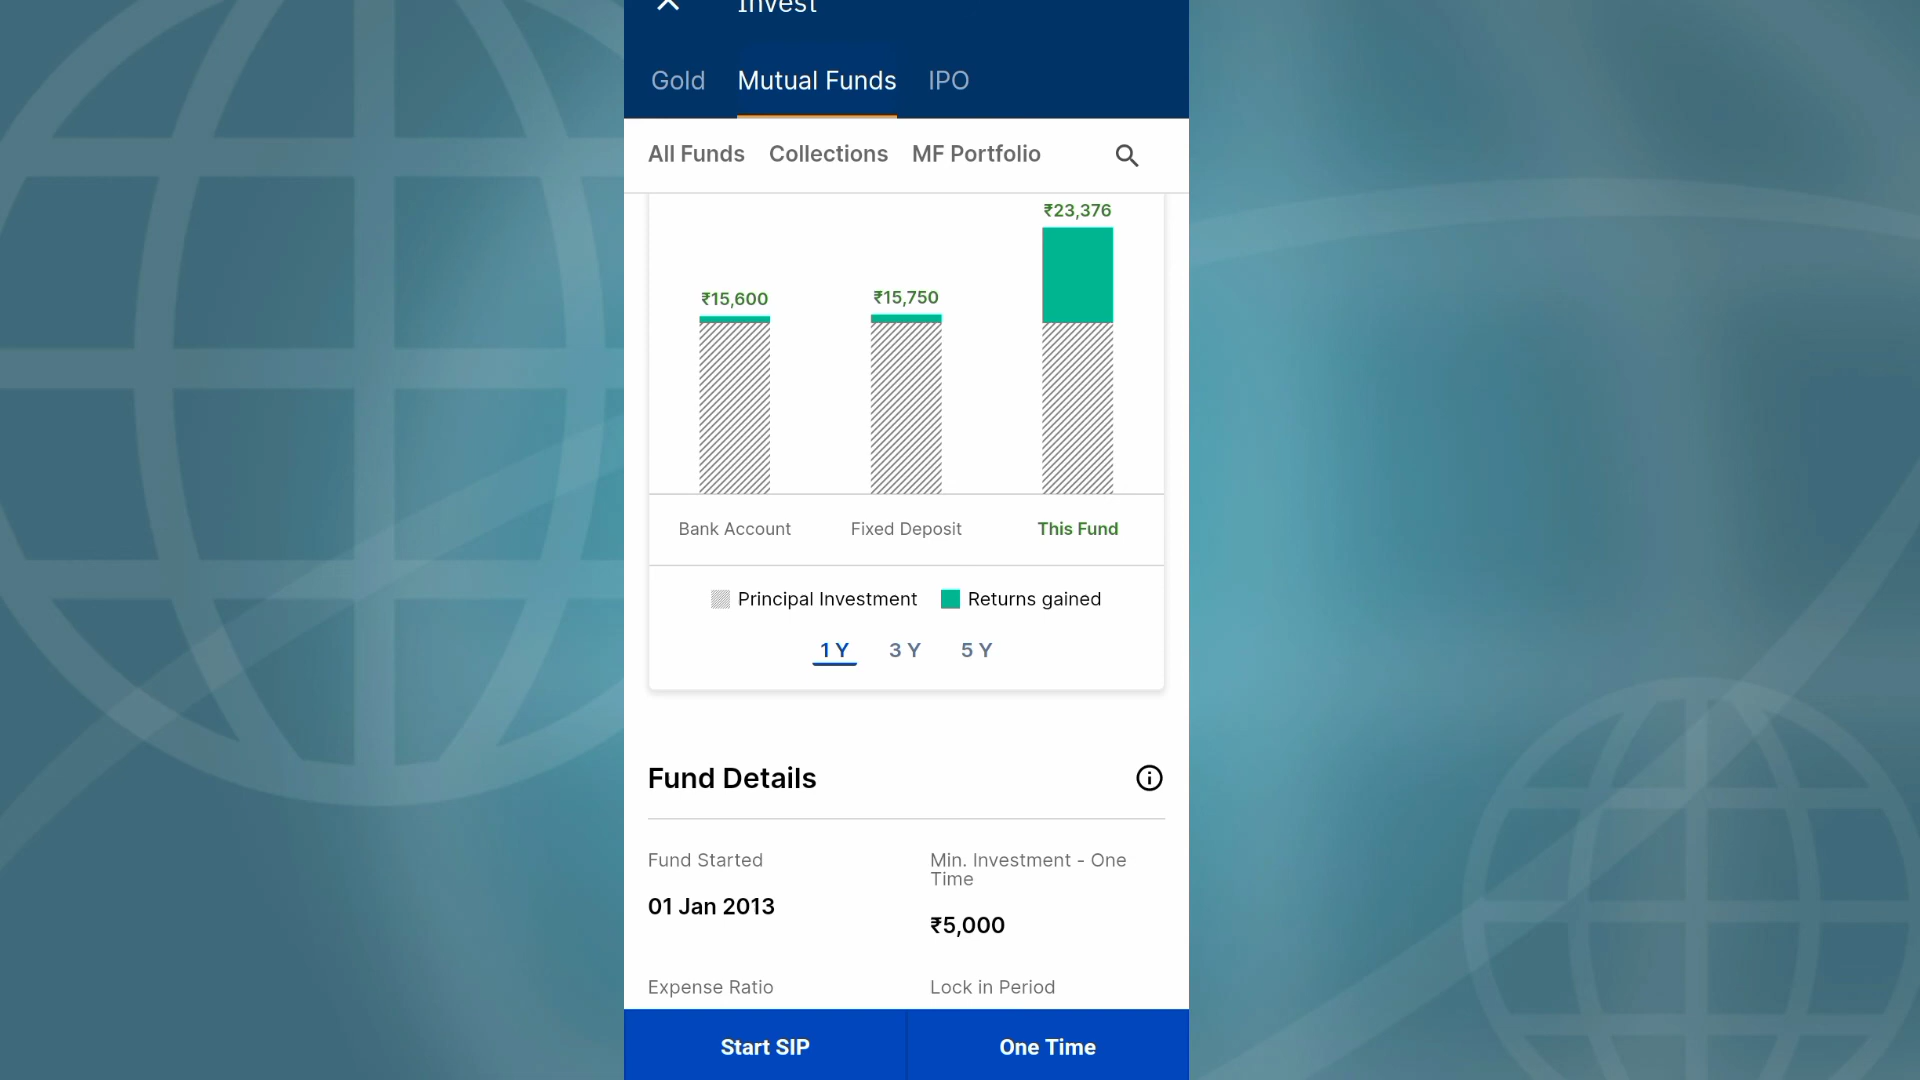 Invest
Gold Mutual Funds IPO
All Funds Collections MF Portfolio
₹23,376
₹15,600 ₹15,750
Bank Account Fixed Deposit This Fund
Principal Investment Returns gained
1 Y 3 Y 5 Y
Fund Details
Fund Started
Min. Investment - One
Time
01 Jan 2013
₹5,000
Expense Ratio Lock in Period
Start SIP One Time